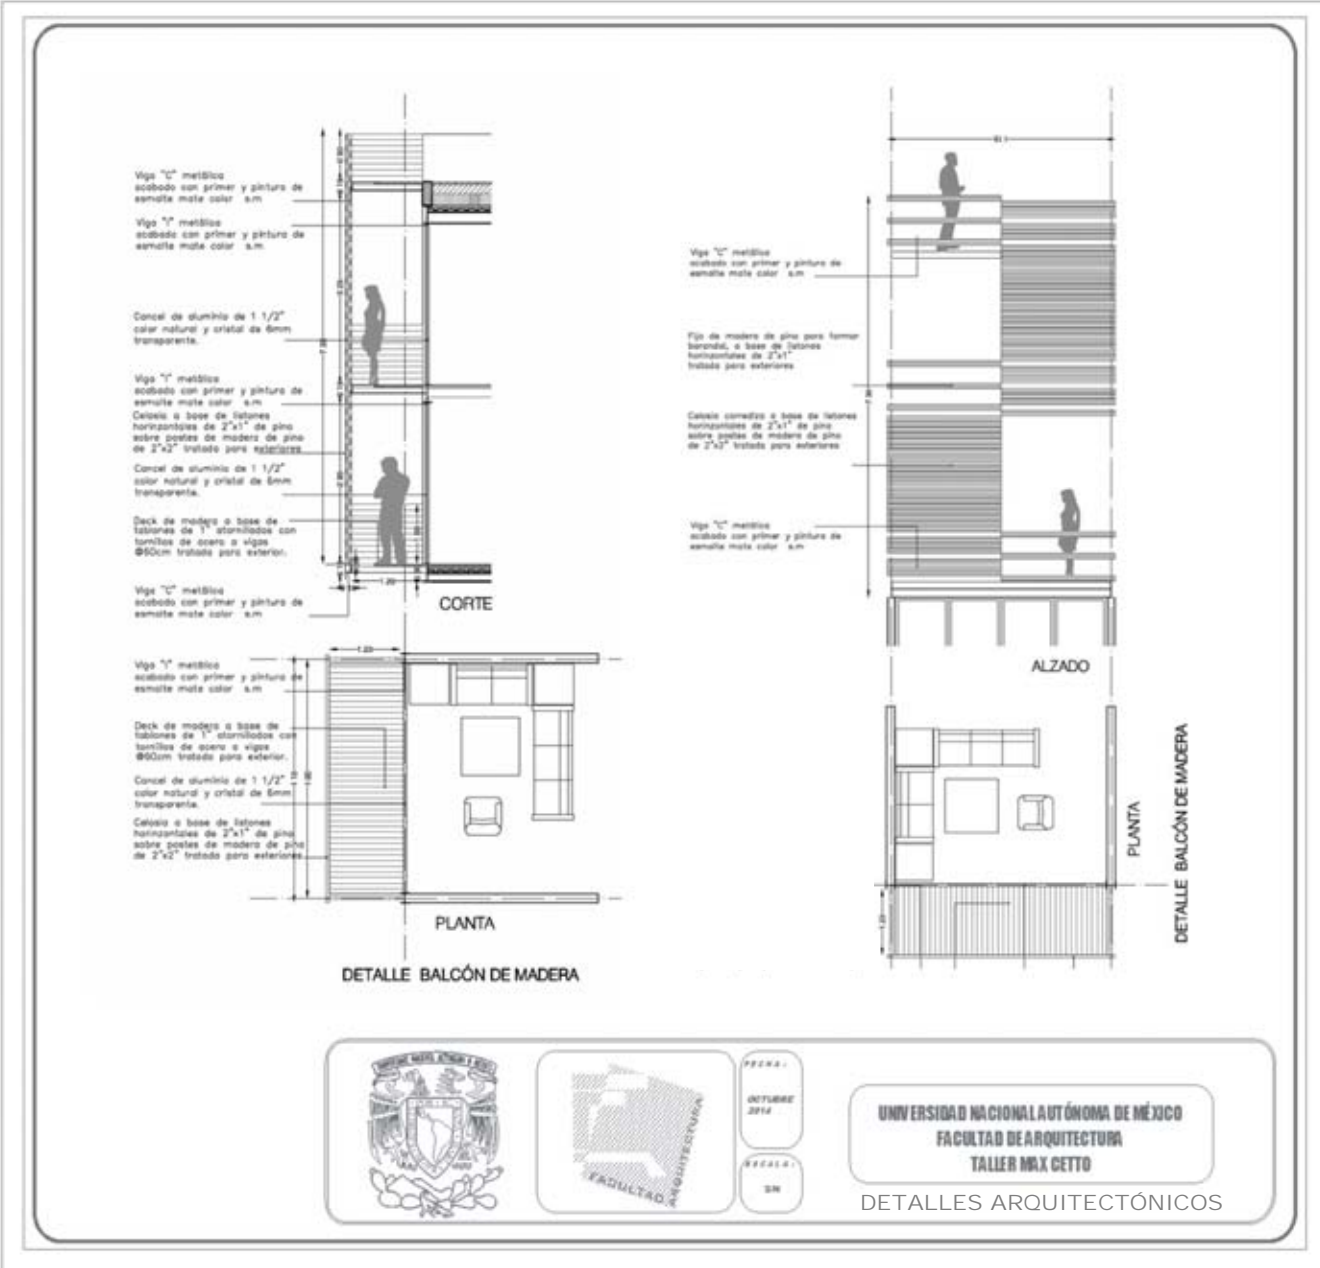 Viga "C" metálica
acabado con primer y pintura de
esmalte mate color s.m
Viga "I" metálica
acabado con primer y pintura de
esmalte mate color s.m
Cancel de aluminio de 1 1/2"
color natural y cristal de 6mm
transparente.
Viga "I" metálica
acabado con primer y pintura de
esmalte mate color s.m
Celosia a base de listones
horizontales de 2"x1" de pino
sobre postes de madera de pino
de 2"x2" tratada para exteriores
Cancel de aluminio de 1 1/2"
color natural y cristal de 6mm
transparente.
Deck de madera a base de
tablones de 1" atornillados con
tornillos de acero a vigas
@60cm tratada para exterior.
Viga "C" metálica
acabado con primer y pintura de
esmalte mate color s.m
1.20
CORTE
Viga "I" metálica
acabado con primer y pintura de
esmalte mate color s.m
Deck de madera a base de
tablones de 1" atornillados con
tornillos de acero a vigas
@60cm tratada para exterior.
Cancel de aluminio de 1 1/2"
color natural y cristal de 6mm
transparente.
Celosia a base de listones
horizontales de 2"x1" de pino
sobre postes de madera de pino
de 2"x2" tratada para exteriores
1.20
PLANTA
DETALLE BALCÓN DE MADERA
Viga "C" metálica
acabado con primer y pintura de
esmalte mate color s.m
Fijo de madera de pino para formar
barandal, a base de listones
horizontales de 2"x1"
tratada para exteriores
Celosia corrediza a base de listones
horizontales de 2"x1" de pino
sobre postes de madera de pino
de 2"x2" tratada para exteriores
Viga "C" metálica
acabado con primer y pintura de
esmalte mate color s.m
ALZADO
1.20
PLANTA
DETALLE BALCÓN DE MADERA
FACULTAD
ARQUITECTURA
FECHA:
OCTUBRE
2014
ESCALA:
S/N
UNIVERSIDAD NACIONAL AUTÓNOMA DE MÉXICO
FACULTAD DE ARQUITECTURA
TALLER MAX CETTO
DETALLES ARQUITECTÓNICOS